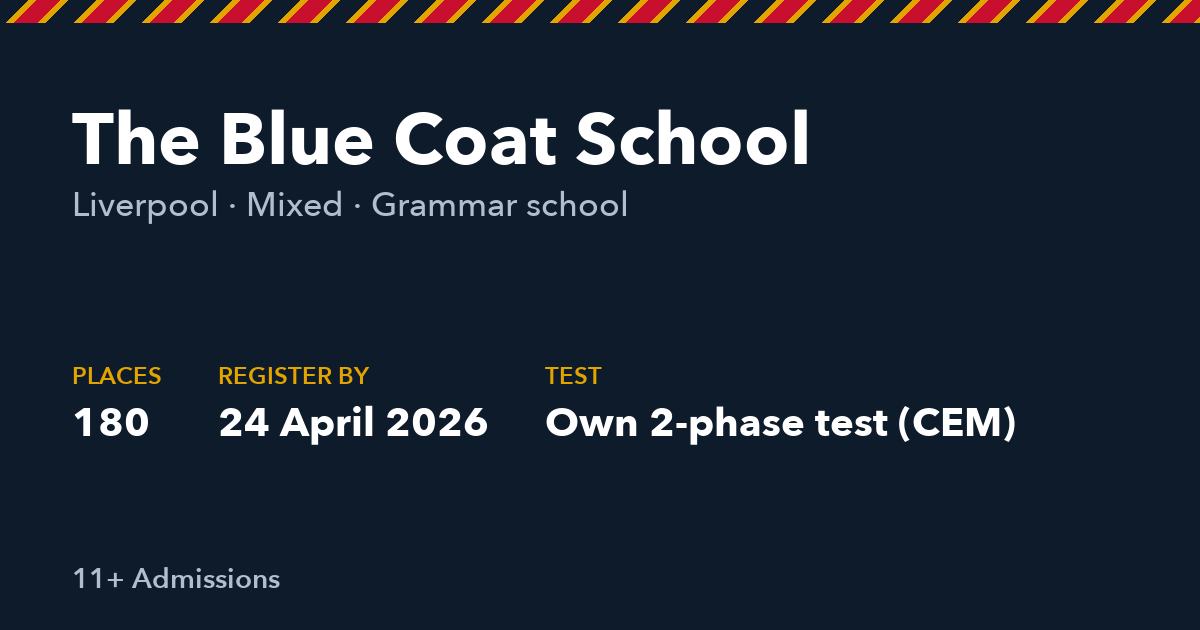 The Blue Coat School
Liverpool · Mixed · Grammar school
PLACES
180
REGISTER BY
24 April 2026
TEST
Own 2-phase test (CEM)
11+ Admissions